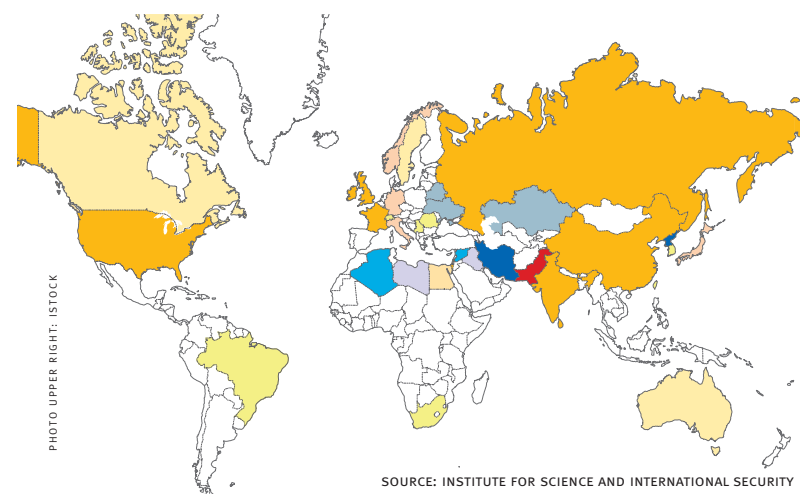 PHOTO UPPER RIGHT: ISTOCK
SOURCE: INSTITUTE FOR SCIENCE AND INTERNATIONAL SECURITY